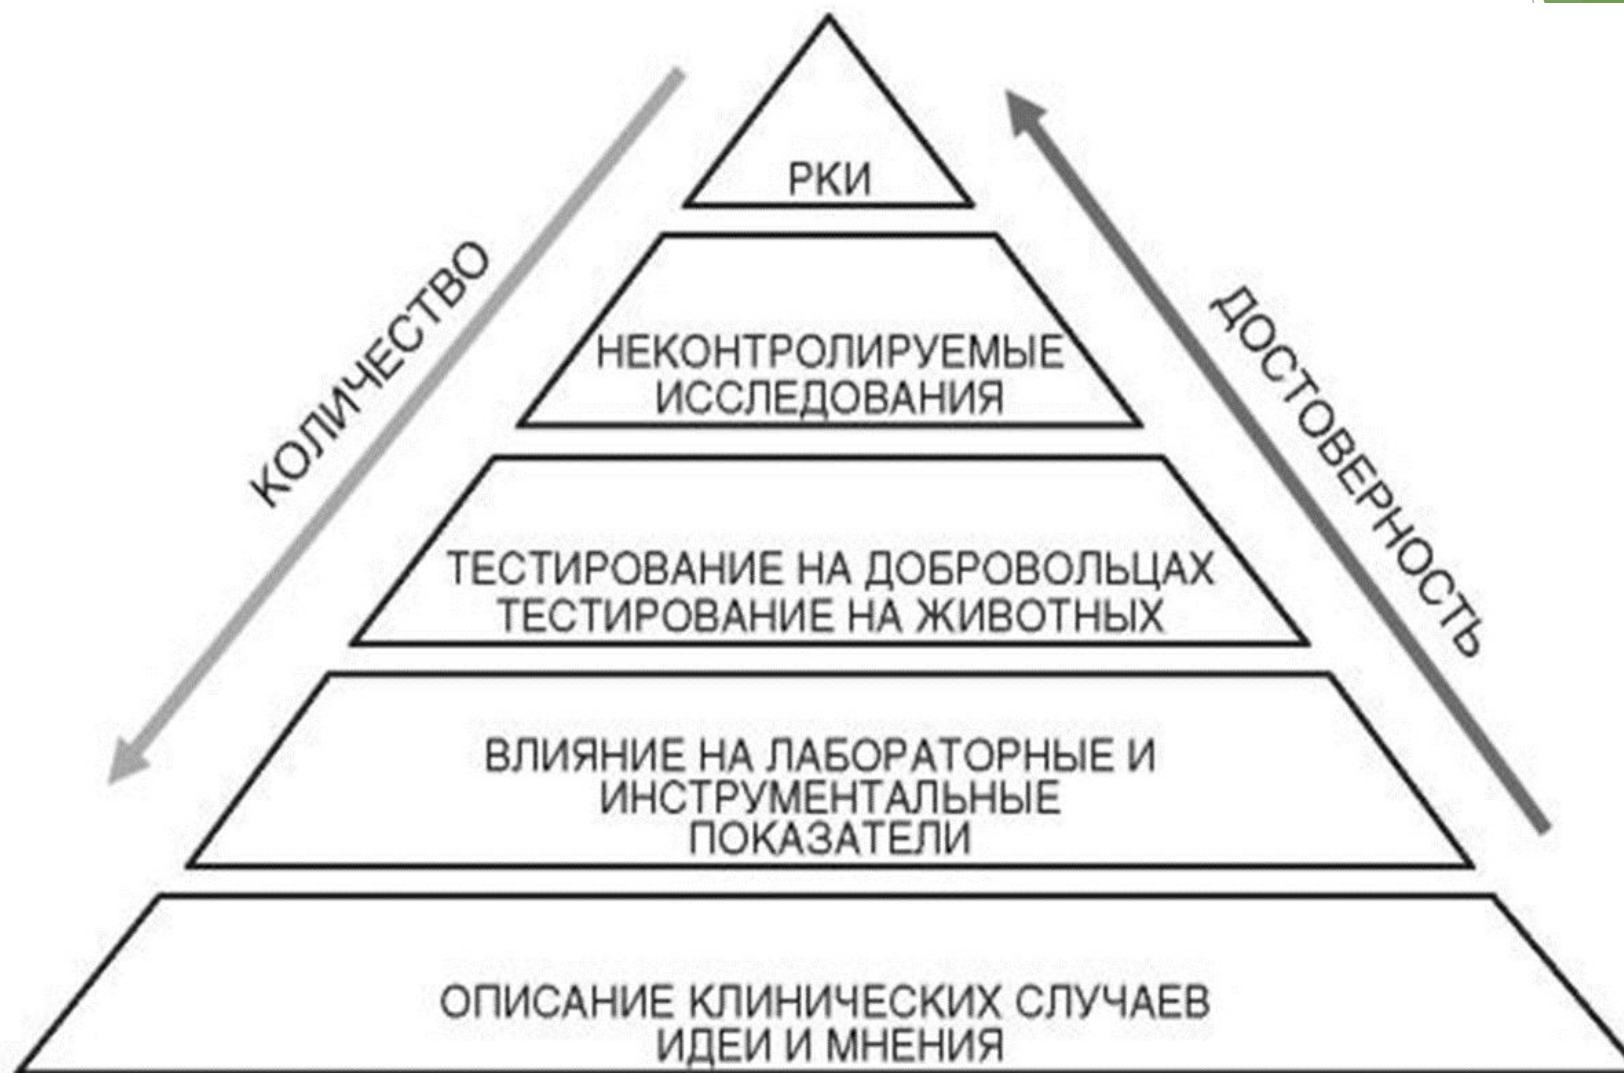 РКИ
КОЛИЧЕСТВО
ДОСТОВЕРНОСТЬ
НЕКОНТРОЛИРУЕМЫЕ
ИССЛЕДОВАНИЯ
ТЕСТИРОВАНИЕ НА ДОБРОВОЛЬЦАХ
ТЕСТИРОВАНИЕ НА ЖИВОТНЫХ
ВЛИЯНИЕ НА ЛАБОРАТОРНЫЕ И
ИНСТРУМЕНТАЛЬНЫЕ
ПОКАЗАТЕЛИ
ОПИСАНИЕ КЛИНИЧЕСКИХ СЛУЧАЕВ
ИДЕИ И МНЕНИЯ